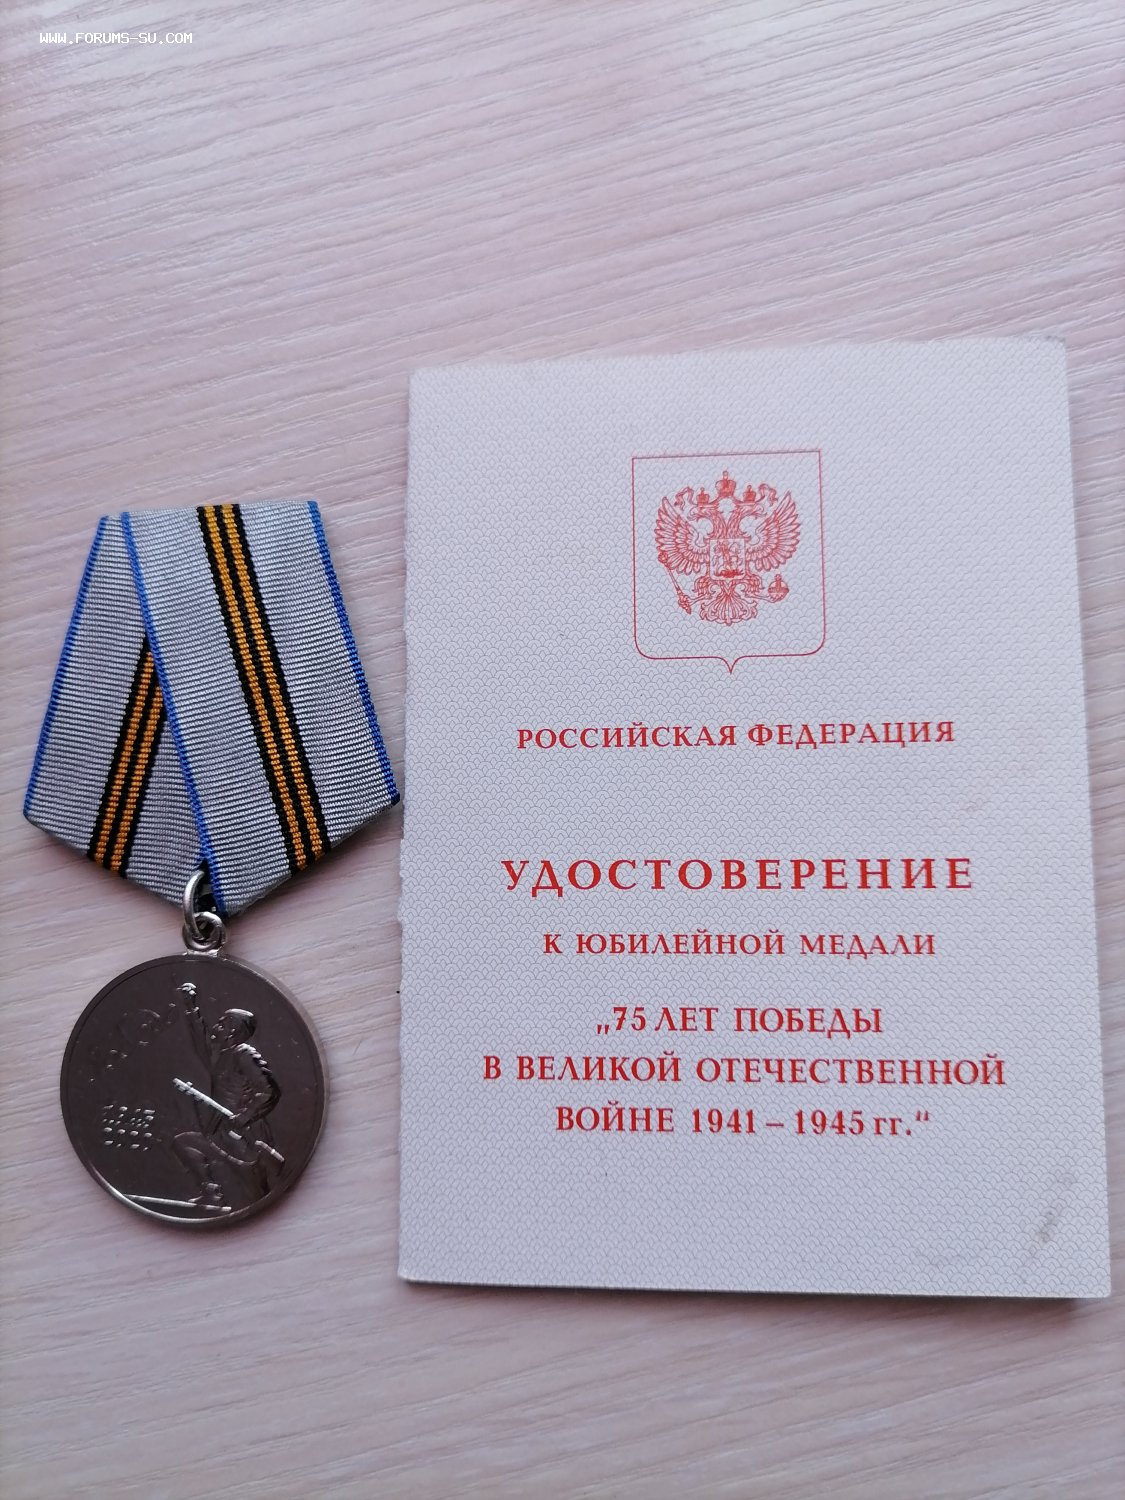 WWW.FORUMS-SU.COM
РОССИЙСКАЯ ФЕДЕРАЦИЯ
УДОСТОВЕРЕНИЕ
К ЮБИЛЕЙНОЙ МЕДАЛИ
„75 ЛЕТ ПОБЕДЫ
В ВЕЛИКОЙ ОТЕЧЕСТВЕННОЙ
ВОЙНЕ 1941 – 1945 гг.“